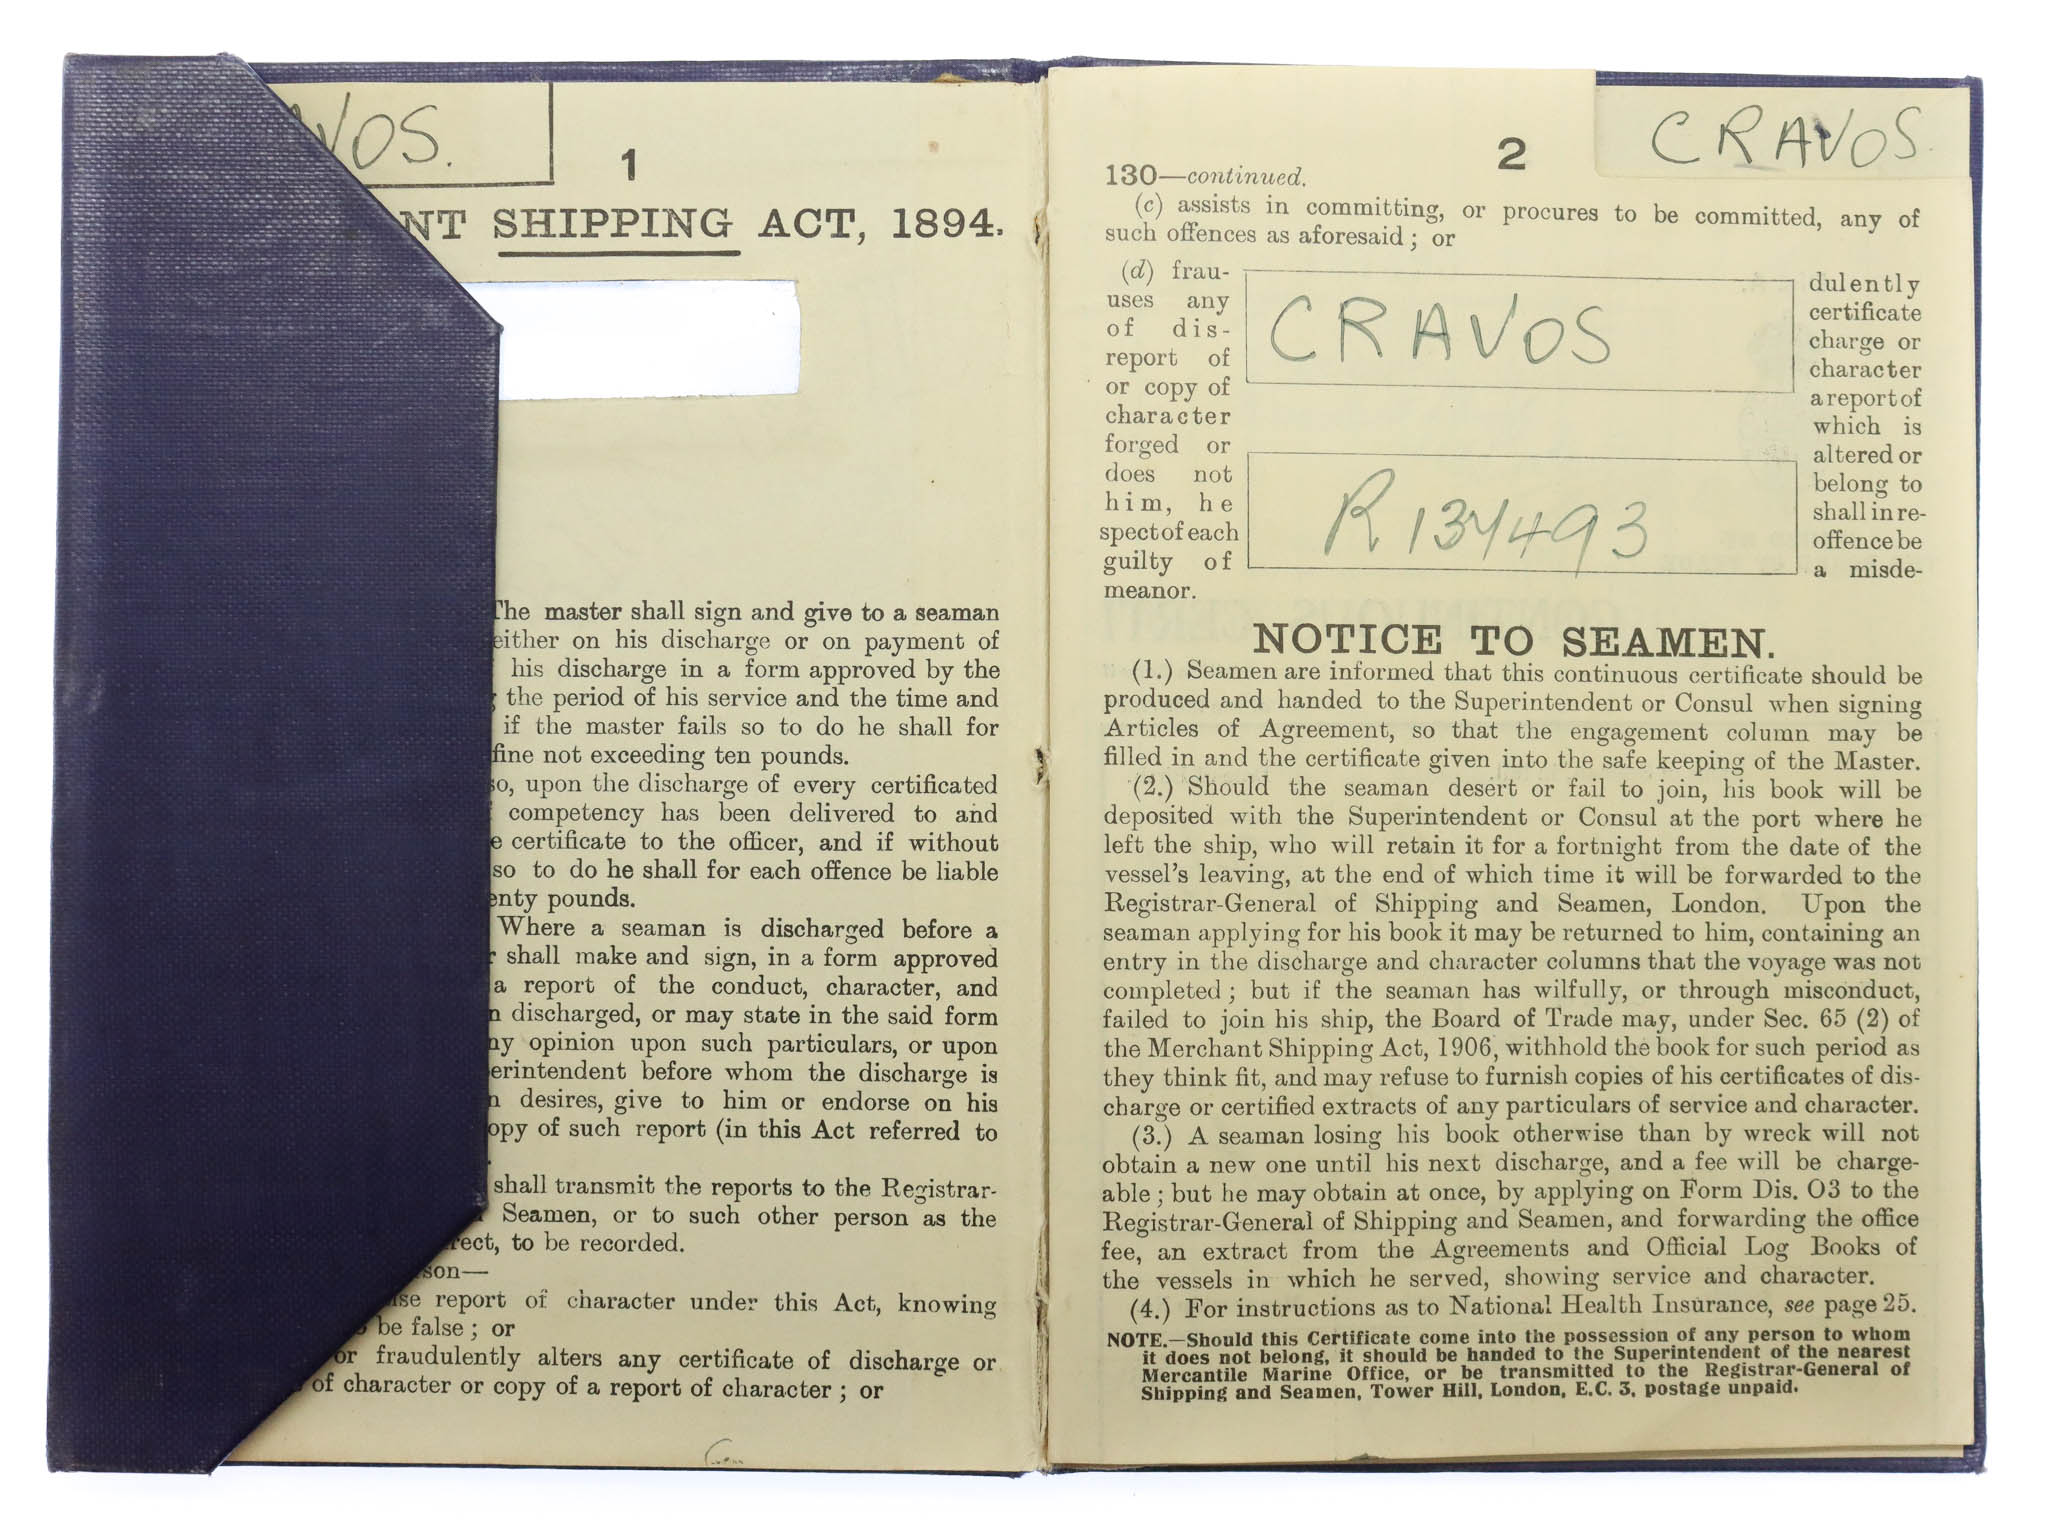 AVOS.
1
NT SHIPPING ACT, 1894.
The master shall sign and give to a seaman
either on his discharge or on payment of
his discharge in a form approved by the
the period of his service and the time and
if the master fails so to do he shall for
fine not exceeding ten pounds.
so, upon the discharge of every certificated
competency has been delivered to and
e certificate to the officer, and if without
so to do he shall for each offence be liable
enty pounds.
Where a seaman is discharged before a
r shall make and sign, in a form approved
a report of the conduct, character, and
n discharged, or may state in the said form
ny opinion upon such particulars, or upon
erintendent before whom the discharge is
n desires, give to him or endorse on his
opy of such report (in this Act referred to
shall transmit the reports to the Registrar-
Seamen, or to such other person as the
rect, to be recorded.
son—
lse report of character under this Act, knowing
be false ; or
or fraudulently alters any certificate of discharge or
of character or copy of a report of character ; or
CRAVOS.
2
130—continued.
(c) assists in committing, or procures to be committed, any of
such offences as aforesaid ; or
(d) frau- dulently
uses any certificate
of dis- charge or
report of character
or copy of a report of
character which is
forged or altered or
does not belong to
him, he shall in re-
spect of each offence be
guilty of a misde-
meanor.
CRAVOS
R134493
NOTICE TO SEAMEN.
(1.) Seamen are informed that this continuous certificate should be
produced and handed to the Superintendent or Consul when signing
Articles of Agreement, so that the engagement column may be
filled in and the certificate given into the safe keeping of the Master.
(2.) Should the seaman desert or fail to join, his book will be
deposited with the Superintendent or Consul at the port where he
left the ship, who will retain it for a fortnight from the date of the
vessel's leaving, at the end of which time it will be forwarded to the
Registrar-General of Shipping and Seamen, London. Upon the
seaman applying for his book it may be returned to him, containing an
entry in the discharge and character columns that the voyage was not
completed ; but if the seaman has wilfully, or through misconduct,
failed to join his ship, the Board of Trade may, under Sec. 65 (2) of
the Merchant Shipping Act, 1906, withhold the book for such period as
they think fit, and may refuse to furnish copies of his certificates of dis-
charge or certified extracts of any particulars of service and character.
(3.) A seaman losing his book otherwise than by wreck will not
obtain a new one until his next discharge, and a fee will be charge-
able ; but he may obtain at once, by applying on Form Dis. O3 to the
Registrar-General of Shipping and Seamen, and forwarding the office
fee, an extract from the Agreements and Official Log Books of
the vessels in which he served, showing service and character.
(4.) For instructions as to National Health Insurance, see page 25.
NOTE.—Should this Certificate come into the possession of any person to whom
it does not belong, it should be handed to the Superintendent of the nearest
Mercantile Marine Office, or be transmitted to the Registrar-General of
Shipping and Seamen, Tower Hill, London, E.C. 3, postage unpaid.